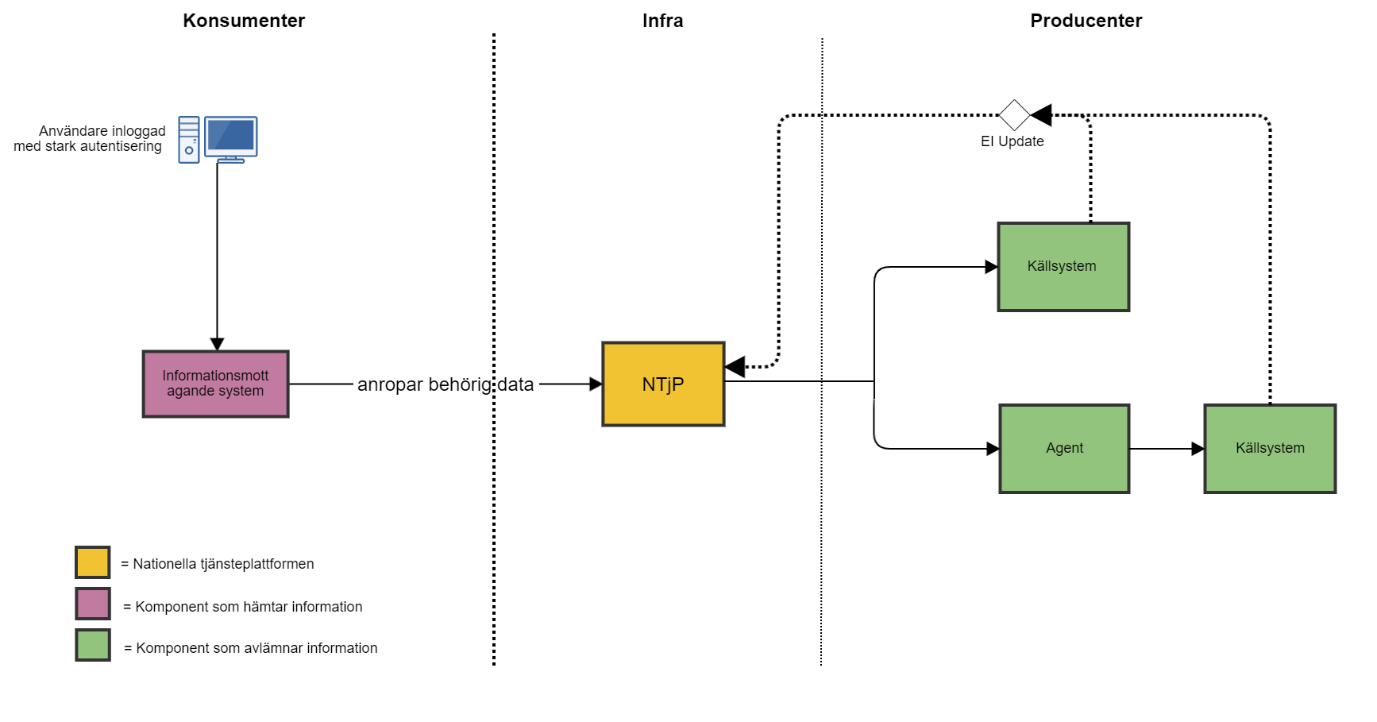 Konsumenter
Infra
Producenter
Användare inloggad
med stark autentisering
EI Update
Källsystem
Informationsmott
agande system
anropar behörig data
NTjP
Agent
Källsystem
= Nationella tjänsteplattformen
= Komponent som hämtar information
= Komponent som avlämnar information